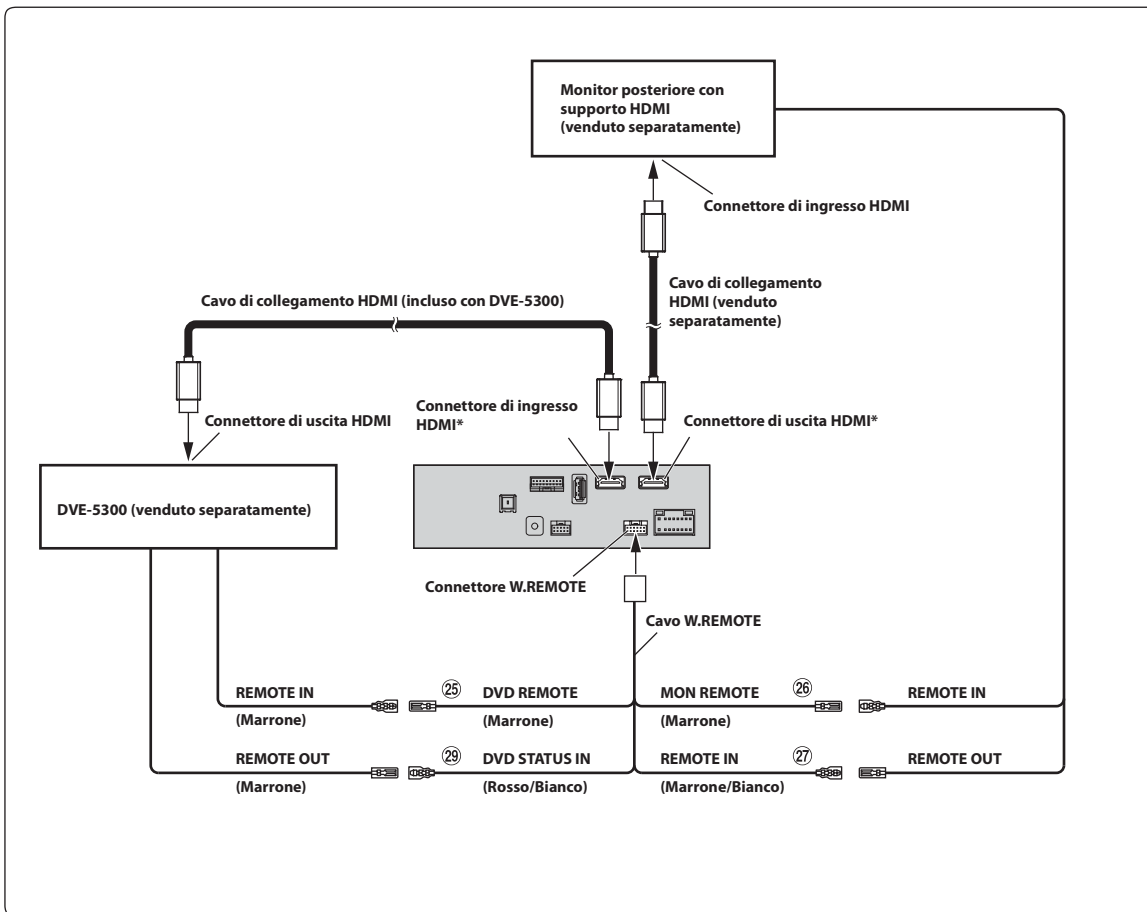 Monitor posteriore con
supporto HDMI
(venduto separatamente)
Connettore di ingresso HDMI
Cavo di collegamento
HDMI (venduto
separatamente)
Cavo di collegamento HDMI (incluso con DVE-5300)
Connettore di uscita HDMI
Connettore di ingresso
HDMI*
Connettore di uscita HDMI*
DVE-5300 (venduto separatamente)
Connettore W.REMOTE
Cavo W.REMOTE
REMOTE IN
(Marrone)
㉕
DVD REMOTE
(Marrone)
MON REMOTE
(Marrone)
㉖
REMOTE IN
REMOTE OUT
(Marrone)
㉙
DVD STATUS IN
(Rosso/Bianco)
REMOTE IN
(Marrone/Bianco)
㉗
REMOTE OUT